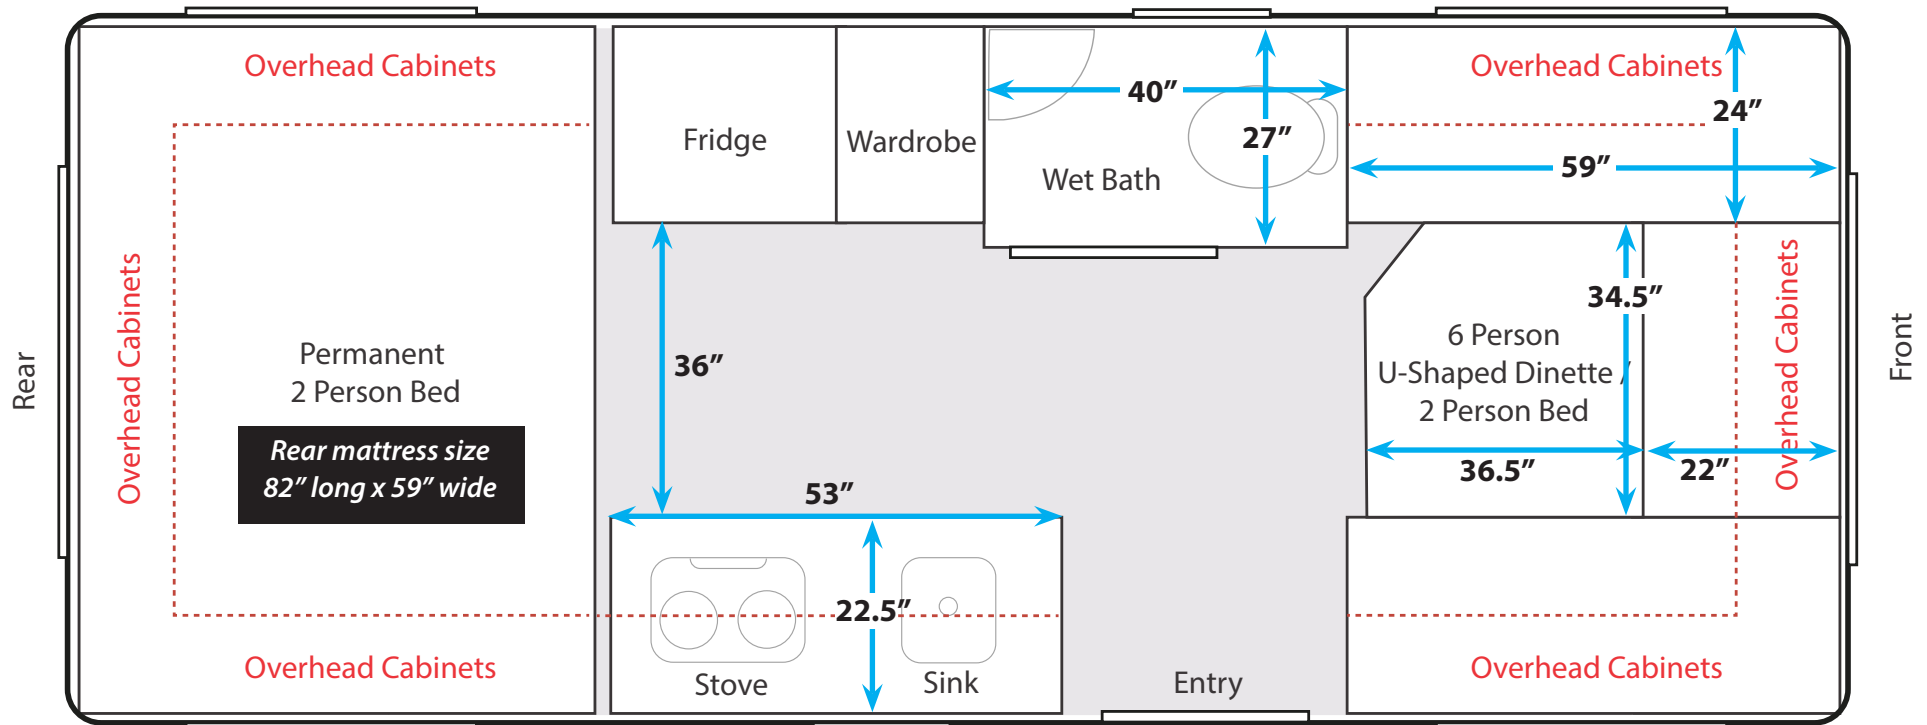 Overhead Cabinets
Overhead Cabinets
40”
24”
Fridge
Wardrobe
27”
59”
Wet Bath
Overhead Cabinets
Overhead Cabinets
34.5”
Rear
Front
Permanent
2 Person Bed
36”
6 Person
U-Shaped Dinette /
2 Person Bed
Rear mattress size
82” long x 59” wide
53”
36.5”
22”
22.5”
Overhead Cabinets
Stove
Sink
Entry
Overhead Cabinets